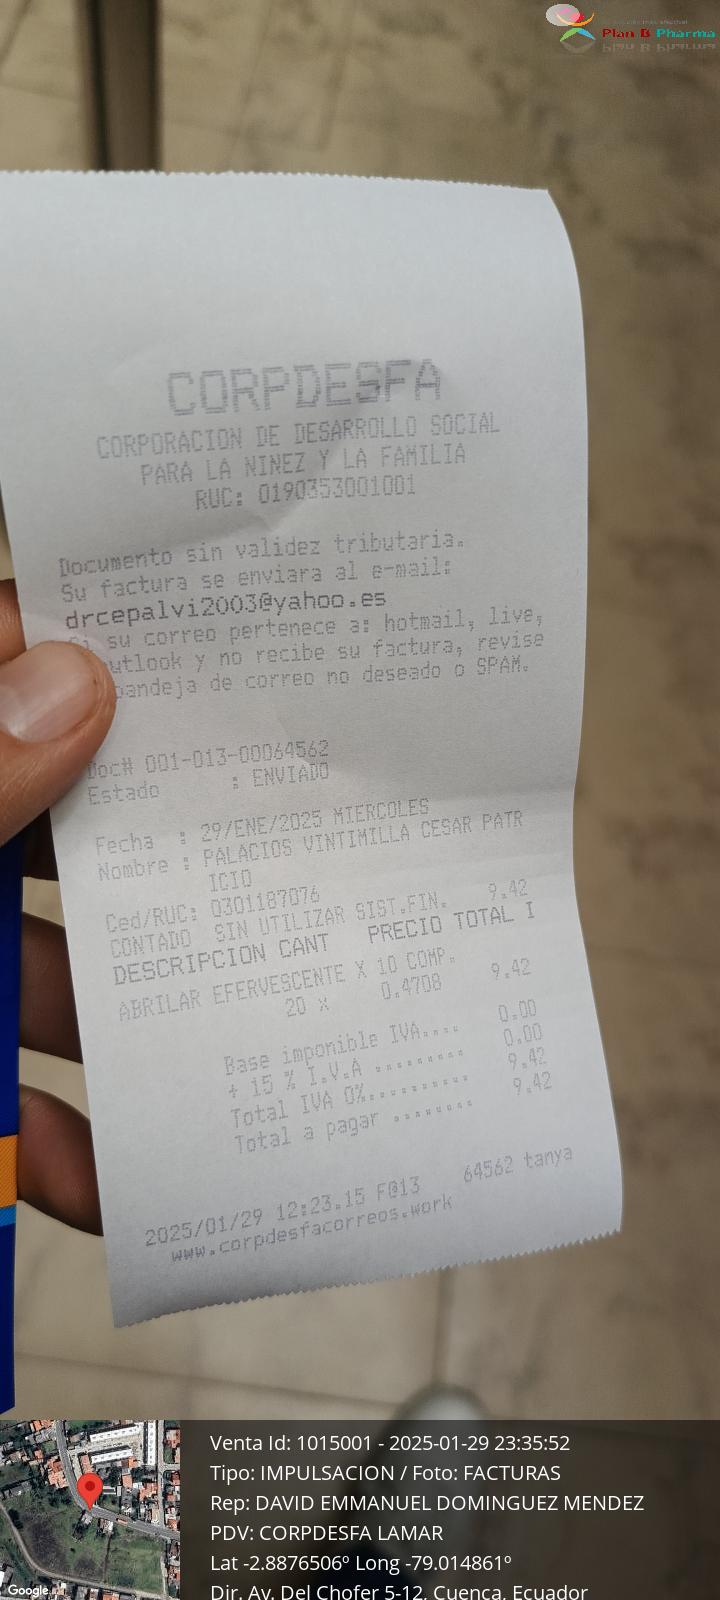 Plan B Pharma
CORPDESFA
CORPORACION DE DESARROLLO SOCIAL
PARA LA NINEZ Y LA FAMILIA
RUC: 0190353001001
Documento sin validez tributaria.
Su factura se enviara al e-mail:
drcepalvi2003@yahoo.es
Si su correo pertenece a: hotmail, live,
utlook y no recibe su factura, revise
bandeja de correo no deseado o SPAM.
Doc# 001-013-00064562
Estado : ENVIADO
Fecha : 29/ENE/2025 MIERCOLES
Nombre : PALACIOS VINTIMILLA CESAR PATR
ICIO
Ced/RUC: 0301187076
CONTADO SIN UTILIZAR SIST.FIN. 9.42
DESCRIPCION CANT PRECIO TOTAL I
ABRILAR EFERVESCENTE X 10 COMP.
20 x 0.4708 9.42
Base imponible IVA.... 0.00
+ 15 % I.V.A ......... 0.00
Total IVA 0%.......... 9.42
Total a pagar ........ 9.42
2025/01/29 12:23.15 F@13 64562 tanya
www.corpdesfacorreos.work
Venta Id: 1015001 - 2025-01-29 23:35:52
Tipo: IMPULSACION / Foto: FACTURAS
Rep: DAVID EMMANUEL DOMINGUEZ MENDEZ
PDV: CORPDESFA LAMAR
Lat -2.8876506º Long -79.014861º
Dir. Av. Del Chofer 5-12, Cuenca, Ecuador
Google